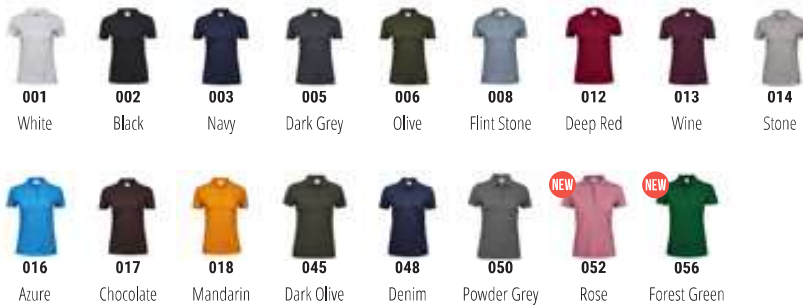 001 002 003 005 006 008 012 013 014
White Black Navy Dark Grey Olive Flint Stone Deep Red Wine Stone
NEW NEW
016 017 018 045 048 050 052 056
Azure Chocolate Mandarin Dark Olive Denim Powder Grey Rose Forest Green